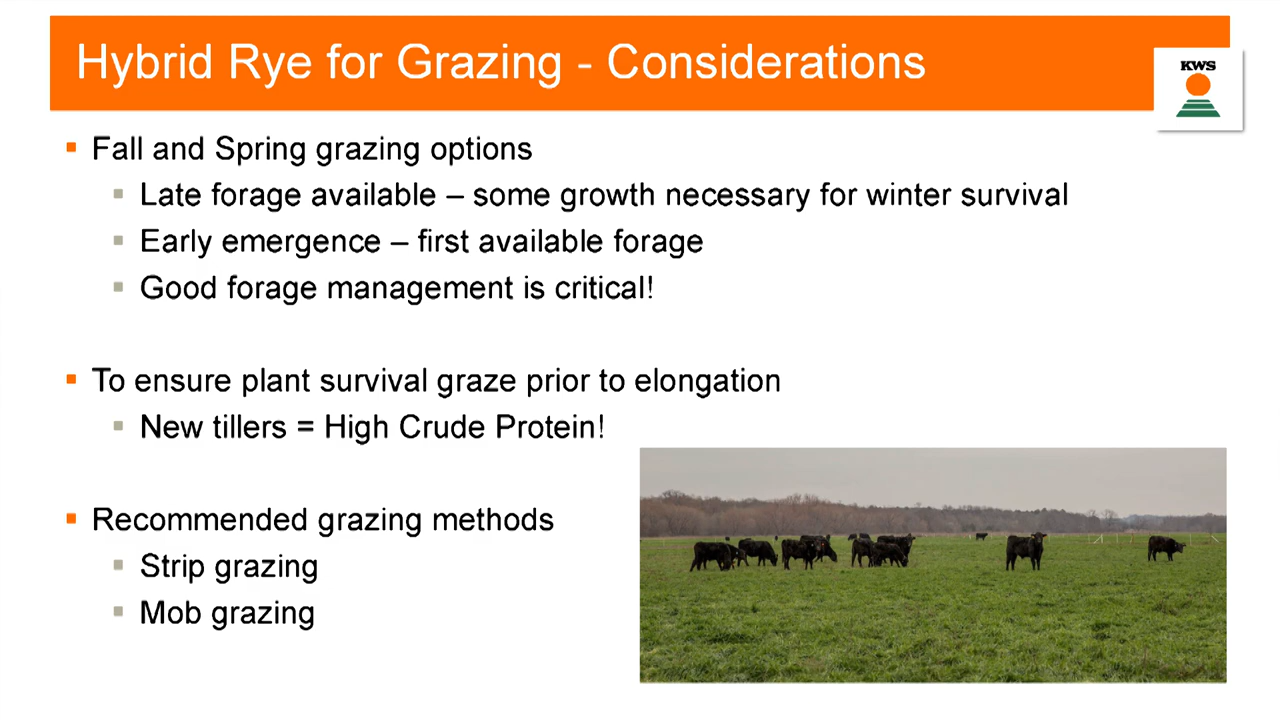 Hybrid Rye for Grazing - Considerations
KWS
Fall and Spring grazing options
Late forage available – some growth necessary for winter survival
Early emergence – first available forage
Good forage management is critical!
To ensure plant survival graze prior to elongation
New tillers = High Crude Protein!
Recommended grazing methods
Strip grazing
Mob grazing